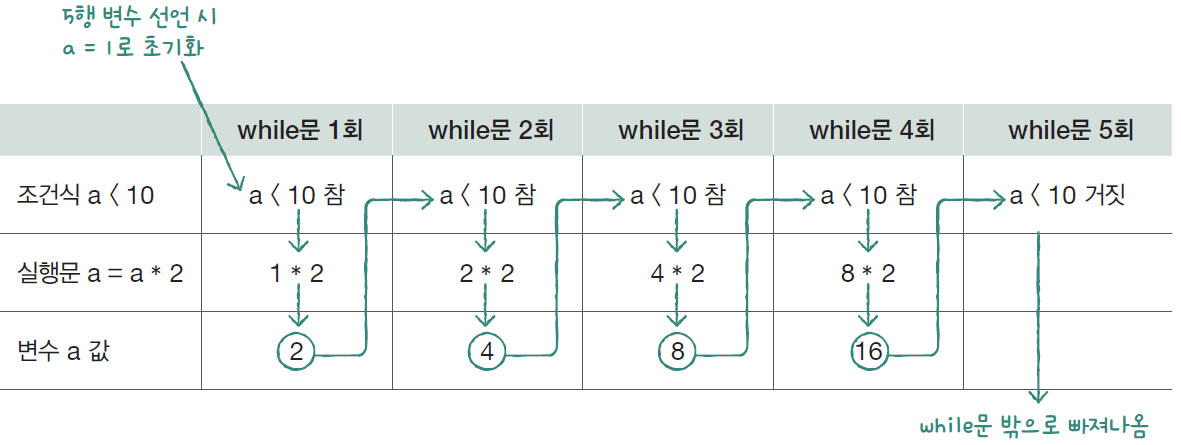 5행 변수 선언 시
a = 1로 초기화
while문 1회 while문 2회 while문 3회 while문 4회 while문 5회
조건식 a < 10 a < 10 참 a < 10 참 a < 10 참 a < 10 참 a < 10 거짓
실행문 a = a * 2 1 * 2 2 * 2 4 * 2 8 * 2
변수 a 값 2 4 8 16
while문 밖으로 빠져나옴